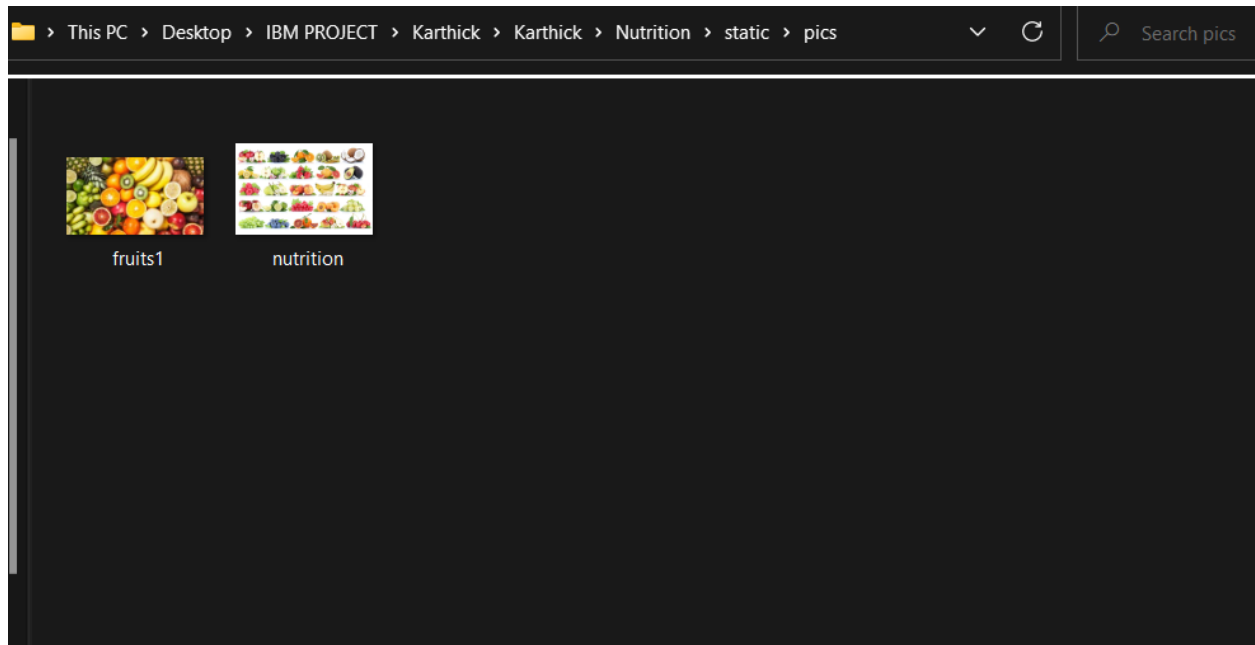 This PC > Desktop > IBM PROJECT > Karthick > Karthick > Nutrition > static > pics
Search pics
fruits1
nutrition